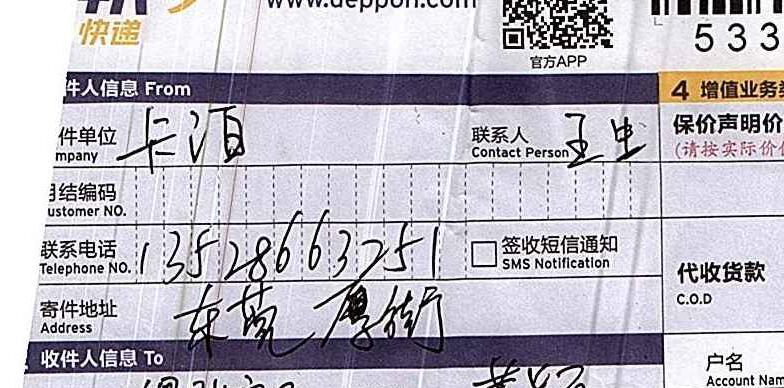 快递
www.deppon.com
官方APP
533
件人信息 From
4 增值业务
件单位
mpany
联系人 王生
Contact Person
保价声明价
(请按实际价
结编码
ustomer NO.
联系电话 13528663251
Telephone NO.
签收短信通知
SMS Notification
代收货款
C.O.D
寄件地址 东莞厚街
Address
收件人信息 To
户名
Account Nam